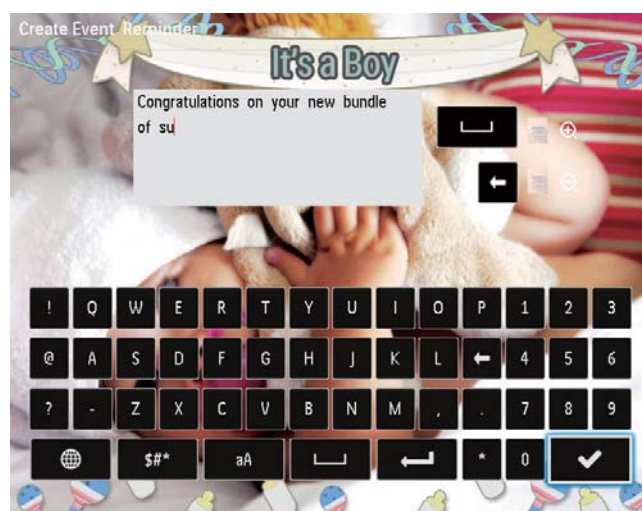 Create Event Reminder
It's a Boy
Congratulations on your new bundle
of su
! Q W E R T Y U I O P 1 2 3
@ A S D F G H J K L 4 5 6
? - Z X C V B N M , . 7 8 9
$#* aA * 0